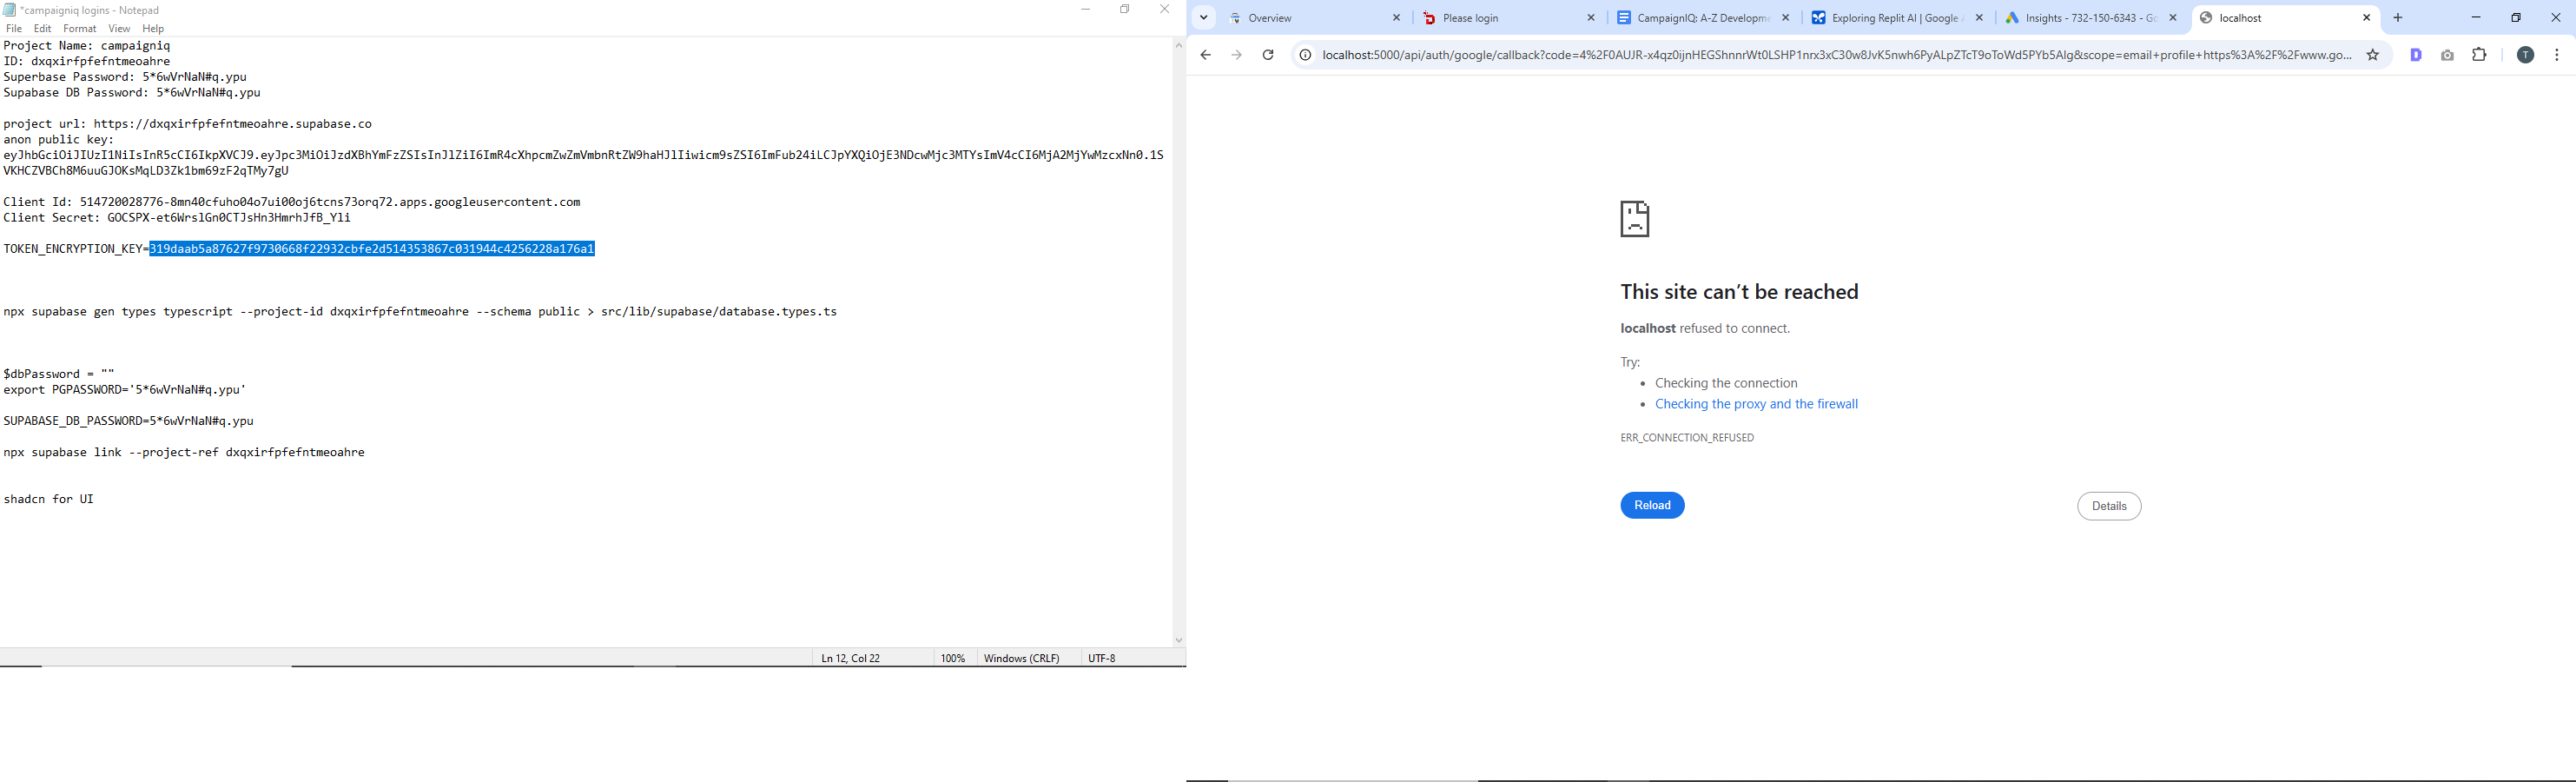 *campaigniq logins - Notepad
File Edit Format View Help
Project Name: campaigniq
ID: dxqxirfpfefntmeoahre
Superbase Password: 5*6wVrNaN#q.ypu
Supabase DB Password: 5*6wVrNaN#q.ypu
project url: https://dxqxirfpfefntmeoahre.supabase.co
anon public key:
eyJhbGciOiJIUzI1NiIsInR5cCI6IkpXVCJ9.eyJpc3MiOiJzdXBhYmFzZSIsInJlZiI6ImR4cXhpcmZwZmVmbnRtZW9haHJlIiwicm9sZSI6ImFub24iLCJpYXQiOjE3NDcwMjc3MTYsImV4cCI6MjA2MjYwMzcxNn0.1S
VKHCZVBCh8M6uuGJOKsMqLD3Zk1bm69zF2qTMy7gU
Client Id: 514720028776-8mn40cfuho04o7ui00oj6tcns73orq72.apps.googleusercontent.com
Client Secret: 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
TOKEN_ENCRYPTION_KEY=319daab5a87627f9730668f22932cbfe2d514353867c031944c4256228a176a1
npx supabase gen types typescript --project-id dxqxirfpfefntmeoahre --schema public > src/lib/supabase/database.types.ts
$dbPassword = ""
export PGPASSWORD='5*6wVrNaN#q.ypu'
SUPABASE_DB_PASSWORD=5*6wVrNaN#q.ypu
npx supabase link --project-ref dxqxirfpfefntmeoahre
shadcn for UI
Ln 12, Col 22 100% Windows (CRLF) UTF-8
Overview Please login CampaignIQ: A-Z Developme Exploring Replit AI | Google A Insights - 732-150-6343 - Go localhost
localhost:5000/api/auth/google/callback?code=4%2F0AUJR-x4qz0ijnHEGShnnrWt0LSHP1nrx3xC30w8JvK5nwh6PyALpZTcT9oToWd5PYb5AIg&scope=email+profile+https%3A%2F%2Fwww.go...
D T
This site can’t be reached
localhost refused to connect.
Try:
• Checking the connection
• Checking the proxy and the firewall
ERR_CONNECTION_REFUSED
Reload Details